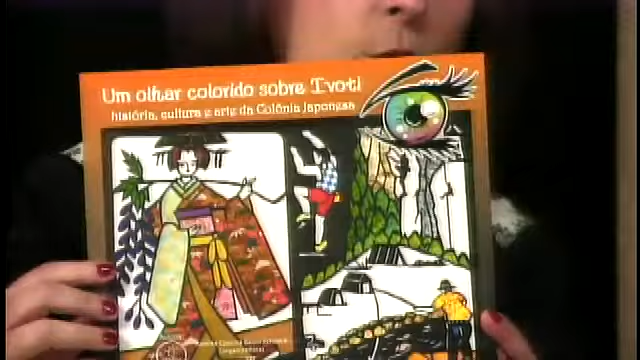 Um olhar colorido sobre Ivoti
história, cultura e arte da Colônia Japonesa